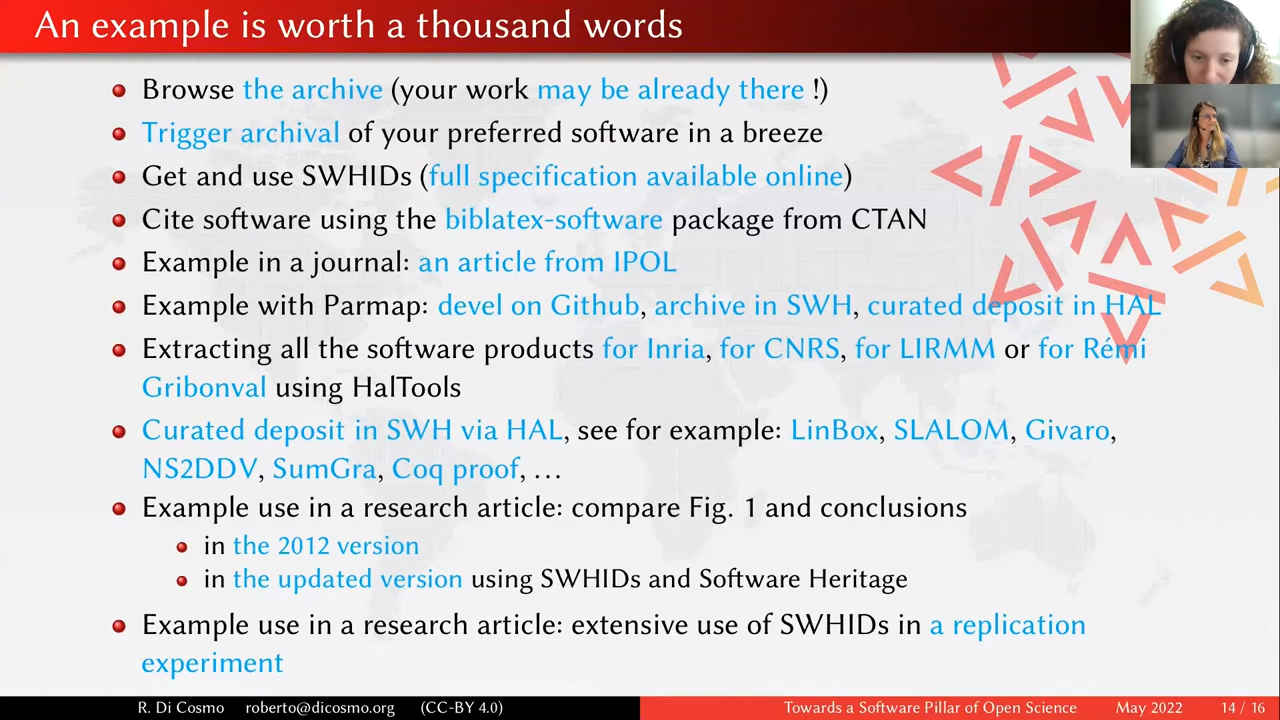 An example is worth a thousand words
Browse the archive (your work may be already there !)
Trigger archival of your preferred software in a breeze
Get and use SWHIDs (full specification available online)
Cite software using the biblatex-software package from CTAN
Example in a journal: an article from IPOL
Example with Parmap: devel on Github, archive in SWH, curated deposit in HAL
Extracting all the software products for Inria, for CNRS, for LIRMM or for Rémi
Gribonval using HalTools
Curated deposit in SWH via HAL, see for example: LinBox, SLALOM, Givaro,
NS2DDV, SumGra, Coq proof, …
Example use in a research article: compare Fig. 1 and conclusions
in the 2012 version
in the updated version using SWHIDs and Software Heritage
Example use in a research article: extensive use of SWHIDs in a replication
experiment
R. Di Cosmo roberto@dicosmo.org (CC-BY 4.0) Towards a Software Pillar of Open Science May 2022 14 / 16